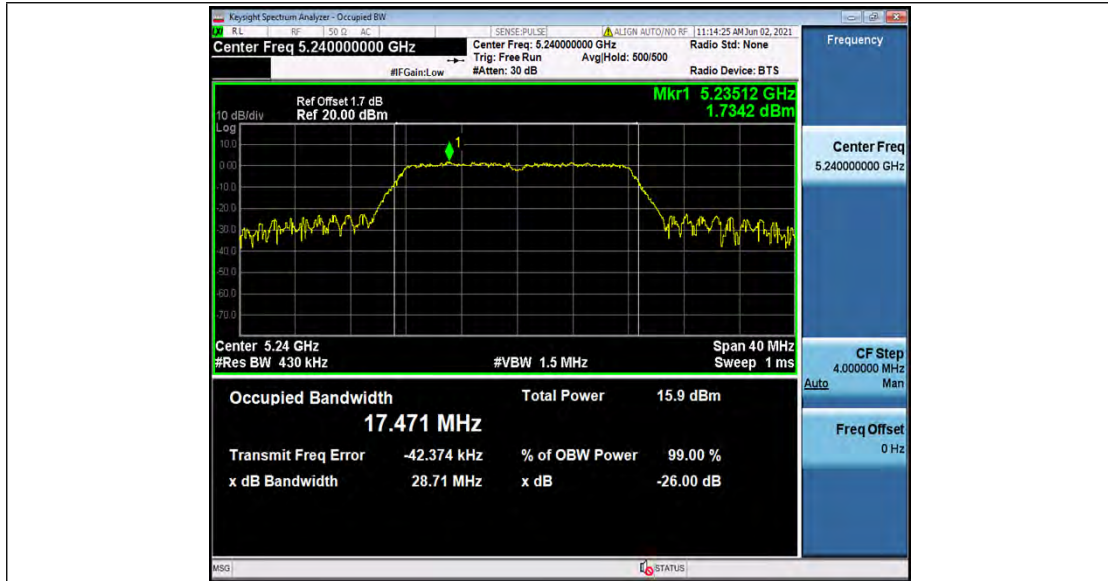 Keysight Spectrum Analyzer - Occupied BW
RL RF 50 Ω AC SENSE:PULSE ALIGN AUTO/NO RF 11:14:25 AM Jun 02, 2021
Center Freq 5.240000000 GHz
Center Freq: 5.240000000 GHz Radio Std: None
Trig: Free Run Avg|Hold: 500/500
#IFGain:Low #Atten: 30 dB Radio Device: BTS
Frequency
Mkr1 5.23512 GHz
1.7342 dBm
Ref Offset 1.7 dB
10 dB/div Ref 20.00 dBm
Log
10.0
0.00
-10.0
-20.0
-30.0
-40.0
-50.0
-60.0
-70.0
1
Center Freq
5.240000000 GHz
Center 5.24 GHz Span 40 MHz
#Res BW 430 kHz #VBW 1.5 MHz Sweep 1 ms
CF Step
4.000000 MHz
Auto Man
Occupied Bandwidth Total Power 15.9 dBm
17.471 MHz
Freq Offset
0 Hz
Transmit Freq Error -42.374 kHz % of OBW Power 99.00 %
x dB Bandwidth 28.71 MHz x dB -26.00 dB
MSG STATUS